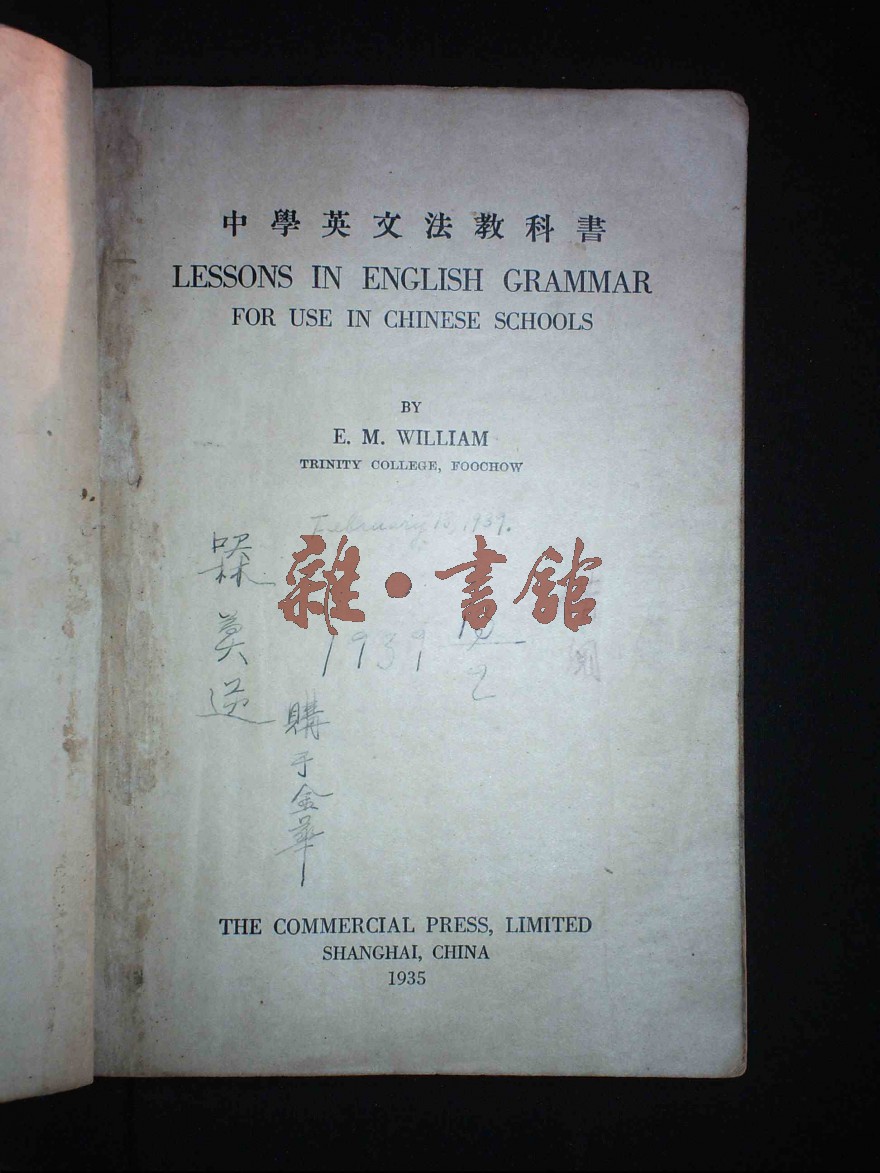 中學英文法教科書
LESSONS IN ENGLISH GRAMMAR
FOR USE IN CHINESE SCHOOLS
BY
E. M. WILLIAM
TRINITY COLLEGE, FOOCHOW
February 13, 1939.
雜·書館
1939
2
購于金華
THE COMMERCIAL PRESS, LIMITED
SHANGHAI, CHINA
1935